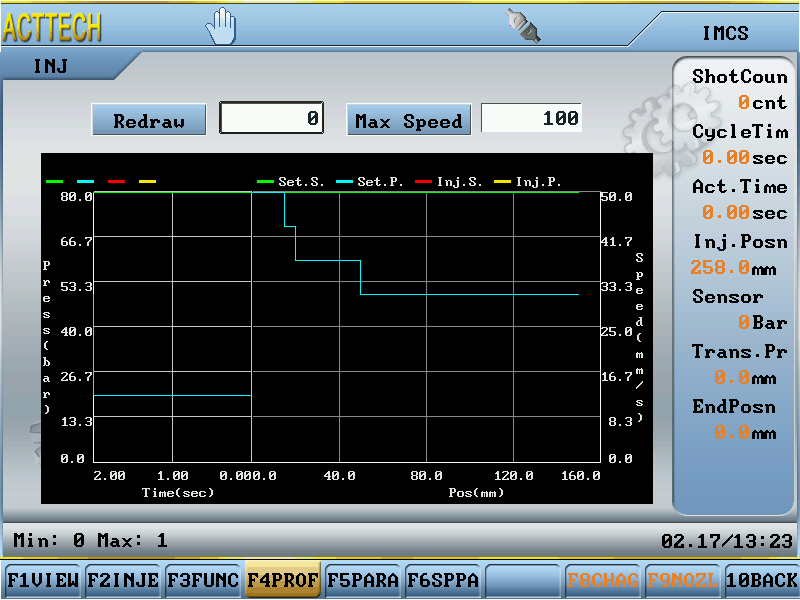 ACTTECH
IMCS
INJ
Redraw 0 Max Speed 100
Set.S. Set.P. Inj.S. Inj.P.
80.0 50.0
66.7 41.7
53.3 33.3
40.0 25.0
26.7 16.7
13.3 8.3
0.0 0.0
Press(bar)
Speed(mm/s)
2.00 1.00 0.000.0 40.0 80.0 120.0 160.0
Time(sec) Pos(mm)
ShotCoun
0cnt
CycleTim
0.00sec
Act.Time
0.00sec
Inj.Posn
258.0mm
Sensor
0Bar
Trans.Pr
0.0mm
EndPosn
0.0mm
Min: 0 Max: 1 02.17/13:23
F1VIEW F2INJE F3FUNC F4PROF F5PARA F6SPPA F8CHAG F9NOZL 10BACK